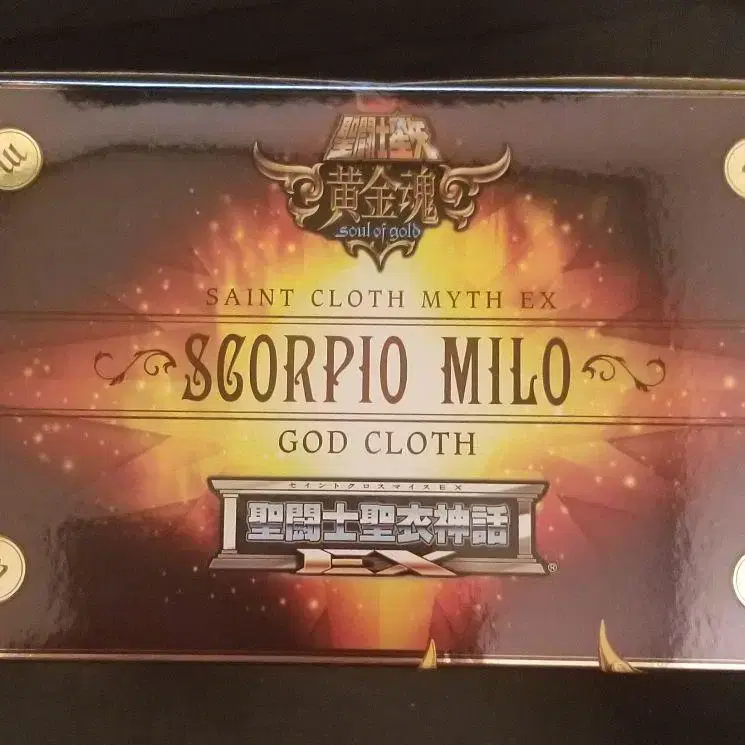 聖闘士星矢
黄金魂
soul of gold
SAINT CLOTH MYTH EX
SCORPIO MILO
GOD CLOTH
セイントクロスマイスEX
聖闘士聖衣神話
EX
®